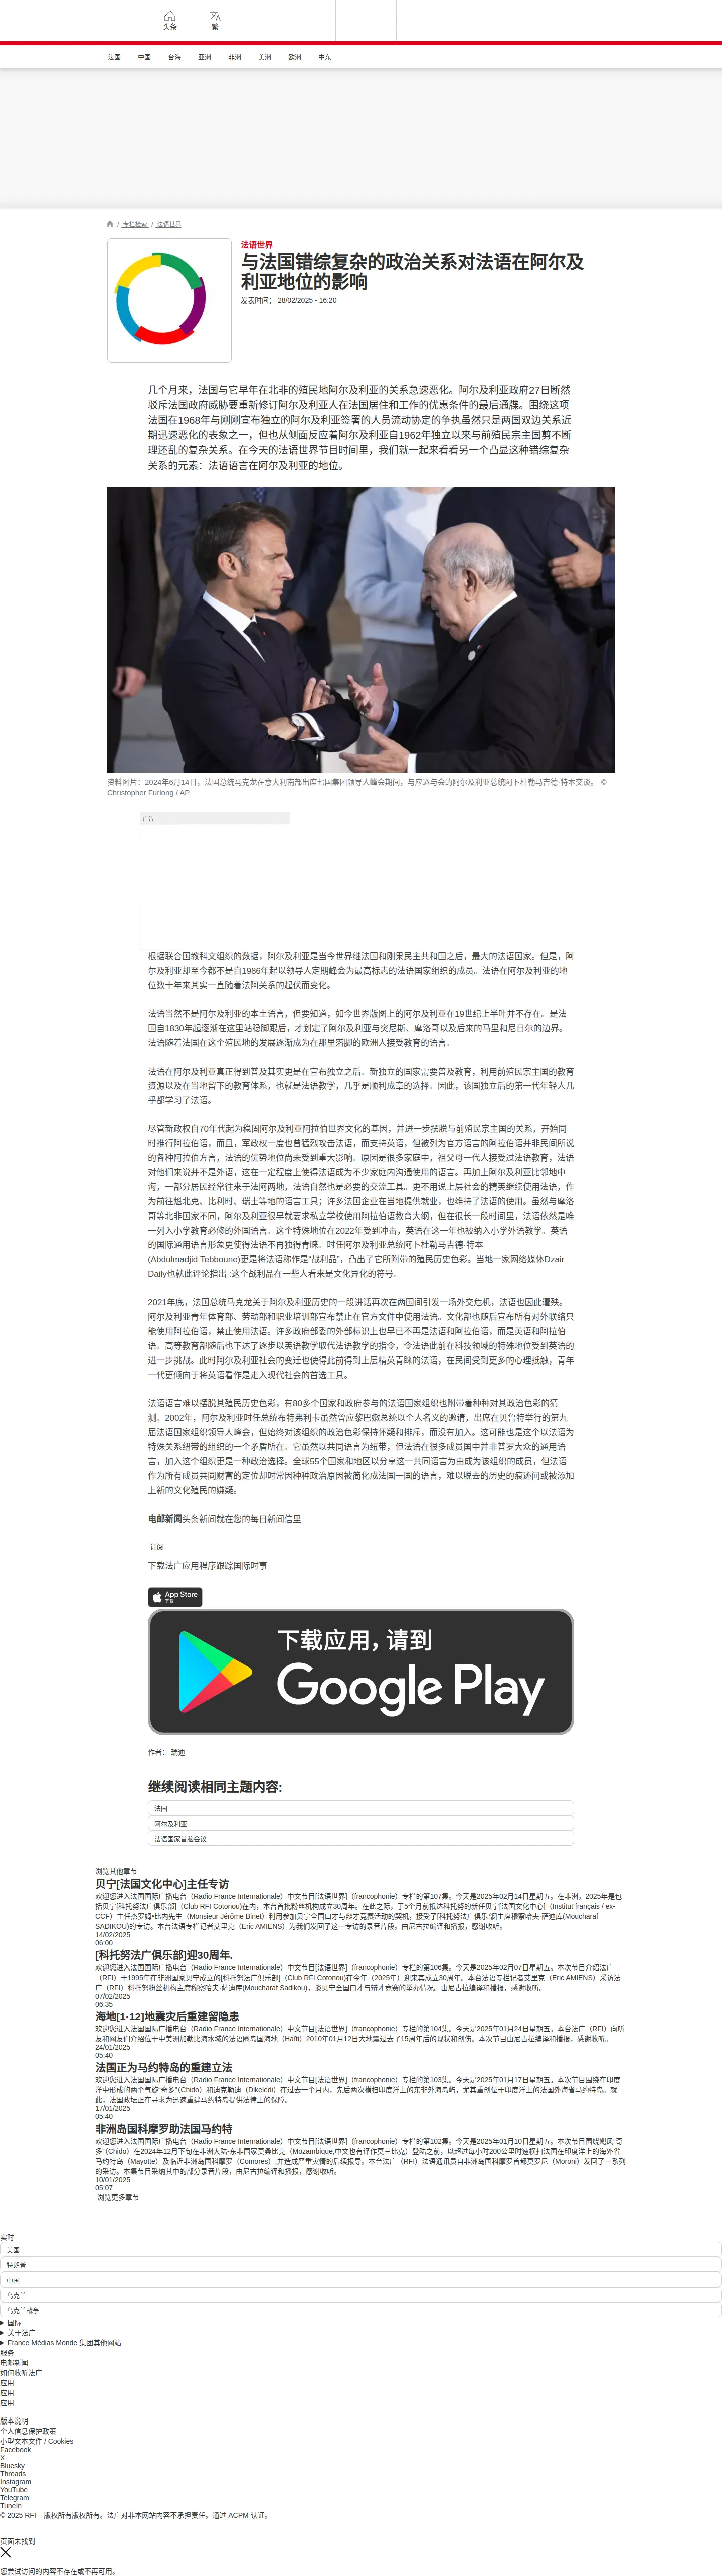 头条
繁
法国 中国 台海 亚洲 非洲 美洲 欧洲 中东
/ 专栏检索 / 法语世界
法语世界
与法国错综复杂的政治关系对法语在阿尔及
利亚地位的影响
发表时间： 28/02/2025 - 16:20
几个月来，法国与它早年在北非的殖民地阿尔及利亚的关系急速恶化。阿尔及利亚政府27日断然
驳斥法国政府威胁要重新修订阿尔及利亚人在法国居住和工作的优惠条件的最后通牒。围绕这项
法国在1968年与刚刚宣布独立的阿尔及利亚签署的人员流动协定的争执虽然只是两国双边关系近
期迅速恶化的表象之一，但也从侧面反应着阿尔及利亚自1962年独立以来与前殖民宗主国剪不断
理还乱的复杂关系。在今天的法语世界节目时间里，我们就一起来看看另一个凸显这种错综复杂
关系的元素：法语语言在阿尔及利亚的地位。
资料图片：2024年6月14日，法国总统马克龙在意大利南部出席七国集团领导人峰会期间，与应邀与会的阿尔及利亚总统阿卜杜勒马吉德·特本交谈。 ©
Christopher Furlong / AP
广告
根据联合国教科文组织的数据，阿尔及利亚是当今世界继法国和刚果民主共和国之后，最大的法语国家。但是，阿
尔及利亚却至今都不是自1986年起以领导人定期峰会为最高标志的法语国家组织的成员。法语在阿尔及利亚的地
位数十年来其实一直随着法阿关系的起伏而变化。
法语当然不是阿尔及利亚的本土语言，但要知道，如今世界版图上的阿尔及利亚在19世纪上半叶并不存在。是法
国自1830年起逐渐在这里站稳脚跟后，才划定了阿尔及利亚与突尼斯、摩洛哥以及后来的马里和尼日尔的边界。
法语随着法国在这个殖民地的发展逐渐成为在那里落脚的欧洲人接受教育的语言。
法语在阿尔及利亚真正得到普及其实更是在宣布独立之后。新独立的国家需要普及教育，利用前殖民宗主国的教育
资源以及在当地留下的教育体系，也就是法语教学，几乎是顺利成章的选择。因此，该国独立后的第一代年轻人几
乎都学习了法语。
尽管新政权自70年代起为稳固阿尔及利亚阿拉伯世界文化的基因，并进一步摆脱与前殖民宗主国的关系，开始同
时推行阿拉伯语，而且，军政权一度也曾猛烈攻击法语，而支持英语，但被列为官方语言的阿拉伯语并非民间所说
的各种阿拉伯方言，法语的优势地位尚未受到重大影响。原因是很多家庭中，祖父母一代人接受过法语教育，法语
对他们来说并不是外语，这在一定程度上使得法语成为不少家庭内沟通使用的语言。再加上阿尔及利亚比邻地中
海，一部分居民经常往来于法阿两地，法语自然也是必要的交流工具。更不用说上层社会的精英继续使用法语，作
为前往魁北克、比利时、瑞士等地的语言工具；许多法国企业在当地提供就业，也维持了法语的使用。虽然与摩洛
哥等北非国家不同，阿尔及利亚很早就要求私立学校使用阿拉伯语教育大纲，但在很长一段时间里，法语依然是唯
一列入小学教育必修的外国语言。这个特殊地位在2022年受到冲击，英语在这一年也被纳入小学外语教学。英语
的国际通用语言形象更使得法语不再独得青睐。时任阿尔及利亚总统阿卜杜勒马吉德·特本
(Abdulmadjid Tebboune)更是将法语称作是“战利品”，凸出了它所附带的殖民历史色彩。当地一家网络媒体Dzair
Daily也就此评论指出 :这个战利品在一些人看来是文化异化的符号。
2021年底，法国总统马克龙关于阿尔及利亚历史的一段讲话再次在两国间引发一场外交危机，法语也因此遭殃。
阿尔及利亚青年体育部、劳动部和职业培训部宣布禁止在官方文件中使用法语。文化部也随后宣布所有对外联络只
能使用阿拉伯语，禁止使用法语。许多政府部委的外部标识上也早已不再是法语和阿拉伯语，而是英语和阿拉伯
语。高等教育部随后也下达了逐步以英语教学取代法语教学的指令，令法语此前在科技领域的特殊地位受到英语的
进一步挑战。此时阿尔及利亚社会的变迁也使得此前得到上层精英青睐的法语，在民间受到更多的心理抵触，青年
一代更倾向于将英语看作是走入现代社会的首选工具。
法语语言难以摆脱其殖民历史色彩，有80多个国家和政府参与的法语国家组织也附带着种种对其政治色彩的猜
测。2002年，阿尔及利亚时任总统布特弗利卡虽然曾应黎巴嫩总统以个人名义的邀请，出席在贝鲁特举行的第九
届法语国家组织领导人峰会，但始终对该组织的政治色彩保持怀疑和排斥，而没有加入。这可能也是这个以法语为
特殊关系纽带的组织的一个矛盾所在。它虽然以共同语言为纽带，但法语在很多成员国中并非普罗大众的通用语
言，加入这个组织更是一种政治选择。全球55个国家和地区以分享这一共同语言为由成为该组织的成员，但法语
作为所有成员共同财富的定位却时常因种种政治原因被简化成法国一国的语言，难以脱去的历史的痕迹间或被添加
上新的文化殖民的嫌疑。
电邮新闻头条新闻就在您的每日新闻信里
订阅
下载法广应用程序跟踪国际时事
App Store
下载
下载应用，请到
Google Play
作者： 瑞迪
继续阅读相同主题内容:
法国
阿尔及利亚
法语国家首脑会议
浏览其他章节
贝宁[法国文化中心]主任专访
欢迎您进入法国国际广播电台（Radio France Internationale）中文节目[法语世界]（francophonie）专栏的第107集。今天是2025年02月14日星期五。在非洲，2025年是包
括贝宁[科托努法广俱乐部]（Club RFI Cotonou)在内，本台首批粉丝机构成立30周年。在此之际，于5个月前抵达科托努的新任贝宁[法国文化中心]（Institut français / ex-
CCF）主任杰罗姆•比内先生（Monsieur Jérôme Binet）利用参加贝宁全国口才与辩才竞赛活动的契机，接受了[科托努法广俱乐部]主席穆察哈夫·萨迪库(Moucharaf
SADIKOU)的专访。本台法语专栏记者艾里克（Eric AMIENS）为我们发回了这一专访的录音片段。由尼古拉编译和播报，感谢收听。
14/02/2025
06:00
[科托努法广俱乐部]迎30周年.
欢迎您进入法国国际广播电台（Radio France Internationale）中文节目[法语世界]（francophonie）专栏的第106集。今天是2025年02月07日星期五。本次节目介绍法广
（RFI）于1995年在非洲国家贝宁成立的[科托努法广俱乐部]（Club RFI Cotonou)在今年（2025年）迎来其成立30周年。本台法语专栏记者艾里克（Eric AMIENS）采访法
广（RFI）科托努粉丝机构主席穆察哈夫·萨迪库(Moucharaf Sadikou)，谈贝宁全国口才与辩才竞赛的举办情况。由尼古拉编译和播报，感谢收听。
07/02/2025
06:35
海地[1·12]地震灾后重建留隐患
欢迎您进入法国国际广播电台（Radio France Internationale）中文节目[法语世界]（francophonie）专栏的第104集。今天是2025年01月24日星期五。本台法广（RFI）向听
友和网友们介绍位于中美洲加勒比海水域的法语圈岛国海地（Haïti）2010年01月12日大地震过去了15周年后的现状和创伤。本次节目由尼古拉编译和播报，感谢收听。
24/01/2025
05:40
法国正为马约特岛的重建立法
欢迎您进入法国国际广播电台（Radio France Internationale）中文节目[法语世界]（francophonie）专栏的第103集。今天是2025年01月17日星期五。本次节目围绕在印度
洋中形成的两个气旋“奇多”（Chido）和迪克勒迪（Dikeledi）在过去一个月内，先后两次横扫印度洋上的东非外海岛屿，尤其重创位于印度洋上的法国外海省马约特岛。就
此，法国政坛正在寻求为迅速重建马约特岛提供法律上的保障。
17/01/2025
05:40
非洲岛国科摩罗助法国马约特
欢迎您进入法国国际广播电台（Radio France Internationale）中文节目[法语世界]（francophonie）专栏的第102集。今天是2025年01月10日星期五。本次节目围绕飓风“奇
多”（Chido）在2024年12月下旬在非洲大陆-东非国家莫桑比克（Mozambique,中文也有译作莫三比克）登陆之前，以超过每小时200公里时速横扫法国在印度洋上的海外省
马约特岛（Mayotte）及临近非洲岛国科摩罗（Comores）,并造成严重灾情的后续报导。本台法广（RFI）法语通讯员自非洲岛国科摩罗首都莫罗尼（Moroni）发回了一系列
的采访。本集节目采纳其中的部分录音片段，由尼古拉编译和播报，感谢收听。
10/01/2025
05:07
浏览更多章节
实时
美国
特朗普
中国
乌克兰
乌克兰战争
国际
关于法广
France Médias Monde 集团其他网站
服务
电邮新闻
如何收听法广
应用
应用
应用
版本说明
个人信息保护政策
小型文本文件 / Cookies
Facebook
X
Bluesky
Threads
Instagram
YouTube
Telegram
TuneIn
© 2025 RFI – 版权所有版权所有。法广对非本网站内容不承担责任。通过 ACPM 认证。
页面未找到
您尝试访问的内容不存在或不再可用。